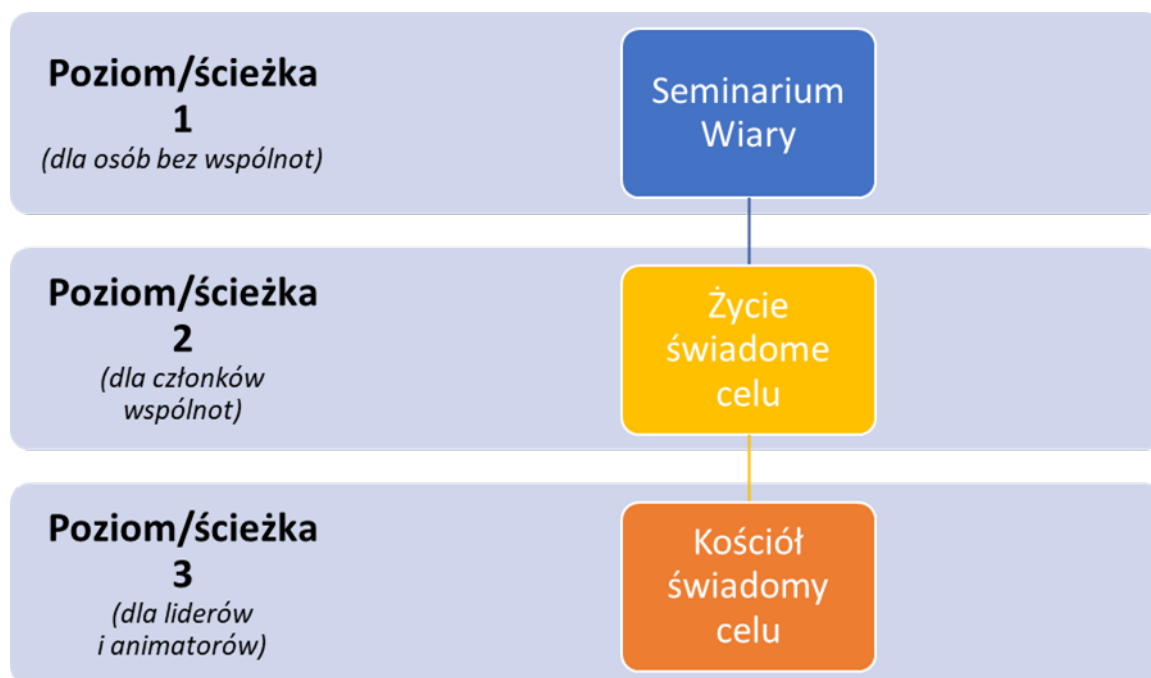 Poziom/ścieżka
1
(dla osób bez wspólnot)
Seminarium
Wiary
Poziom/ścieżka
2
(dla członków
wspólnot)
Życie
świadome
celu
Poziom/ścieżka
3
(dla liderów
i animatorów)
Kościół
świadomy
celu